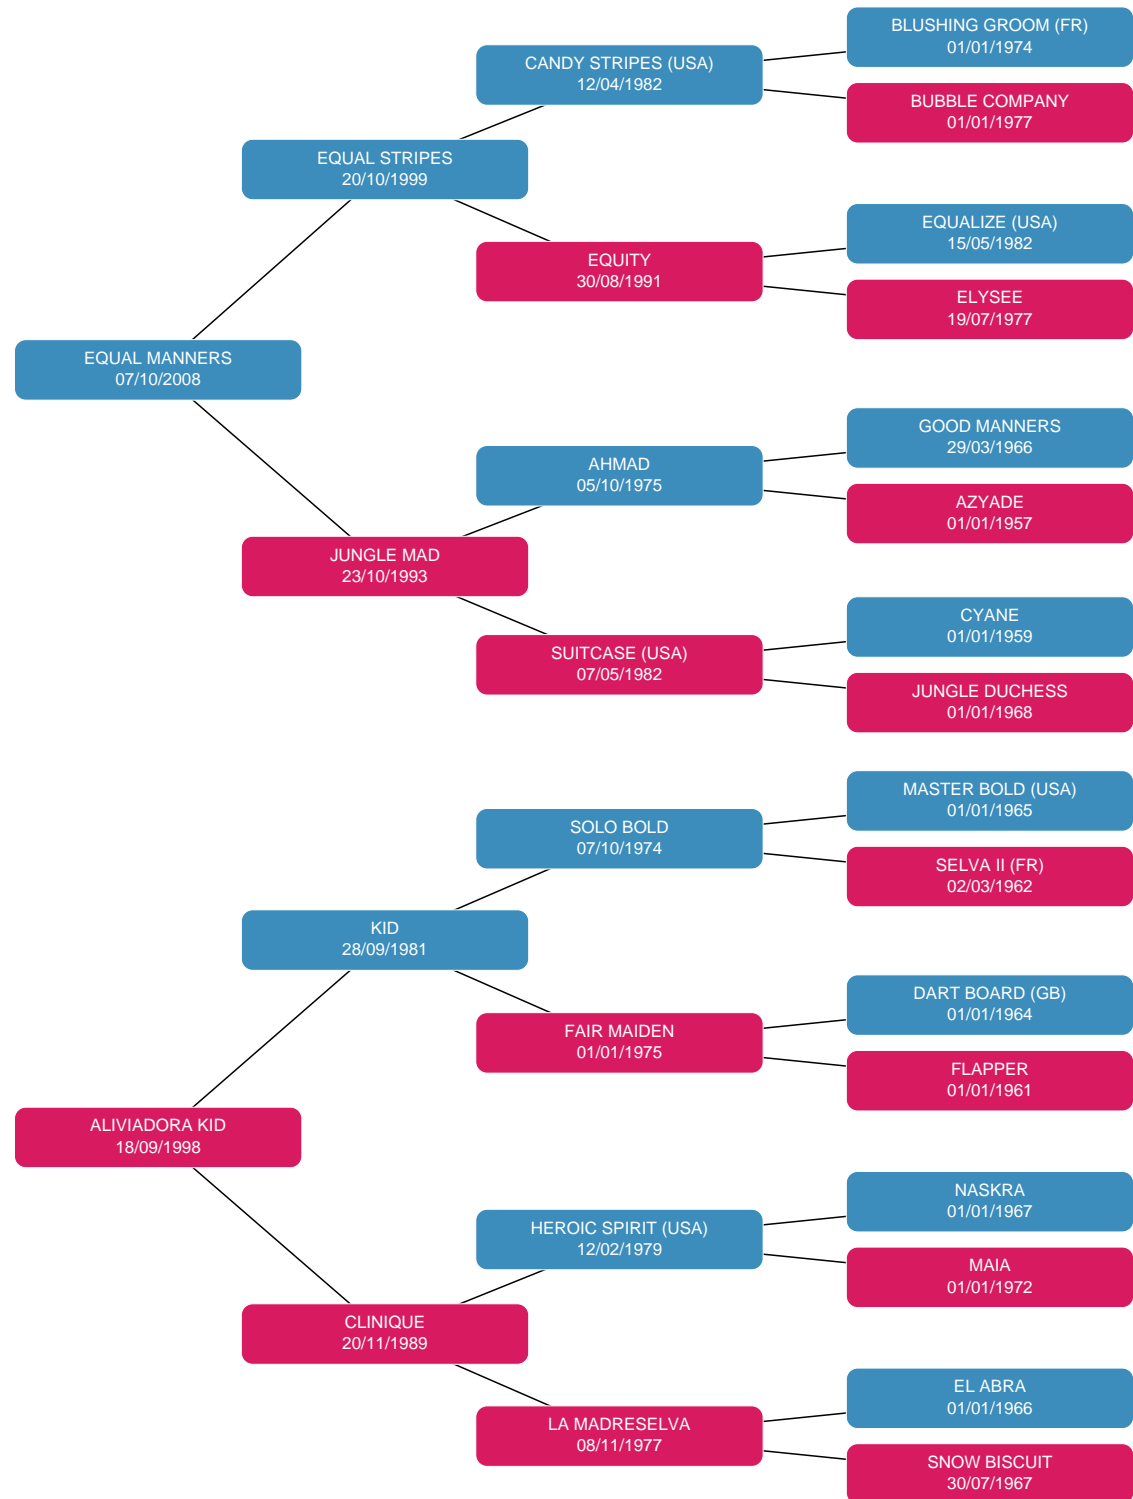 BLUSHING GROOM (FR)
01/01/1974
CANDY STRIPES (USA)
12/04/1982
BUBBLE COMPANY
01/01/1977
EQUAL STRIPES
20/10/1999
EQUALIZE (USA)
15/05/1982
EQUITY
30/08/1991
ELYSEE
19/07/1977
EQUAL MANNERS
07/10/2008
GOOD MANNERS
29/03/1966
AHMAD
05/10/1975
AZYADE
01/01/1957
JUNGLE MAD
23/10/1993
CYANE
01/01/1959
SUITCASE (USA)
07/05/1982
JUNGLE DUCHESS
01/01/1968
MASTER BOLD (USA)
01/01/1965
SOLO BOLD
07/10/1974
SELVA II (FR)
02/03/1962
KID
28/09/1981
DART BOARD (GB)
01/01/1964
FAIR MAIDEN
01/01/1975
FLAPPER
01/01/1961
ALIVIADORA KID
18/09/1998
NASKRA
01/01/1967
HEROIC SPIRIT (USA)
12/02/1979
MAIA
01/01/1972
CLINIQUE
20/11/1989
EL ABRA
01/01/1966
LA MADRESELVA
08/11/1977
SNOW BISCUIT
30/07/1967